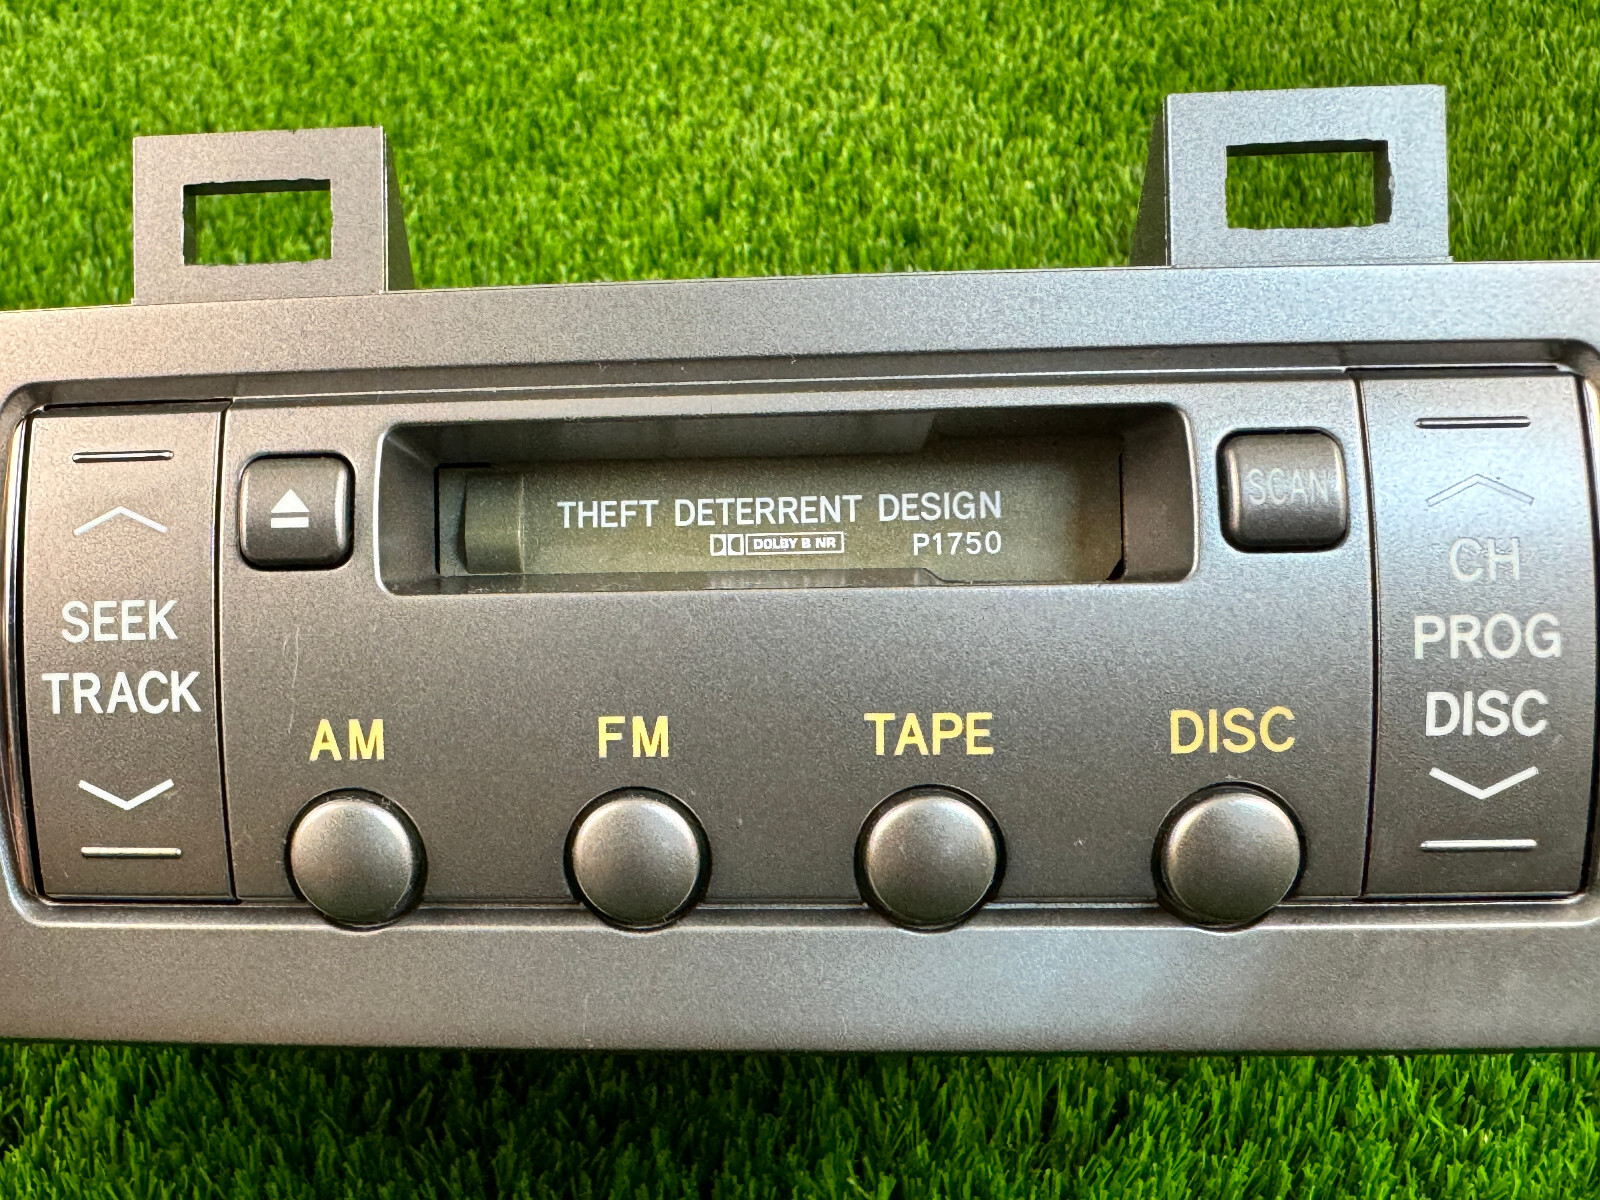 THEFT DETERRENT DESIGN
DOLBY B NR P1750
SCAN
SEEK
TRACK
CH
PROG
DISC
AM FM TAPE DISC